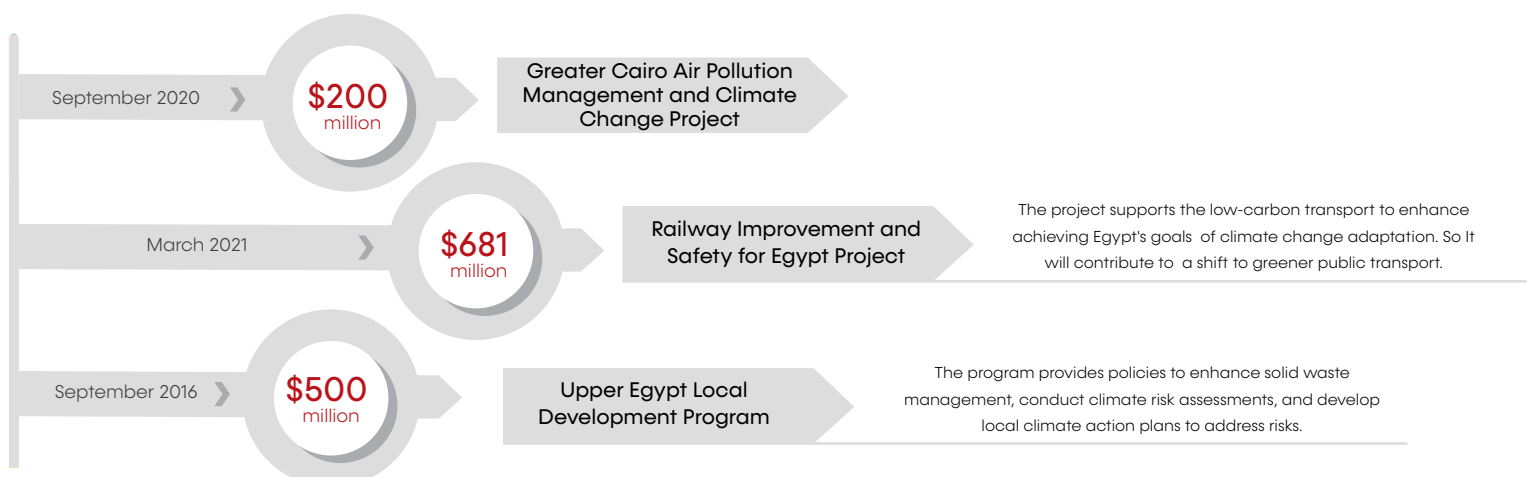 September 2020
$200
million
Greater Cairo Air Pollution
Management and Climate
Change Project
March 2021
$681
million
Railway Improvement and
Safety for Egypt Project
The project supports the low-carbon transport to enhance
achieving Egypt's goals of climate change adaptation. So It
will contribute to a shift to greener public transport.
September 2016
$500
million
Upper Egypt Local
Development Program
The program provides policies to enhance solid waste
management, conduct climate risk assessments, and develop
local climate action plans to address risks.